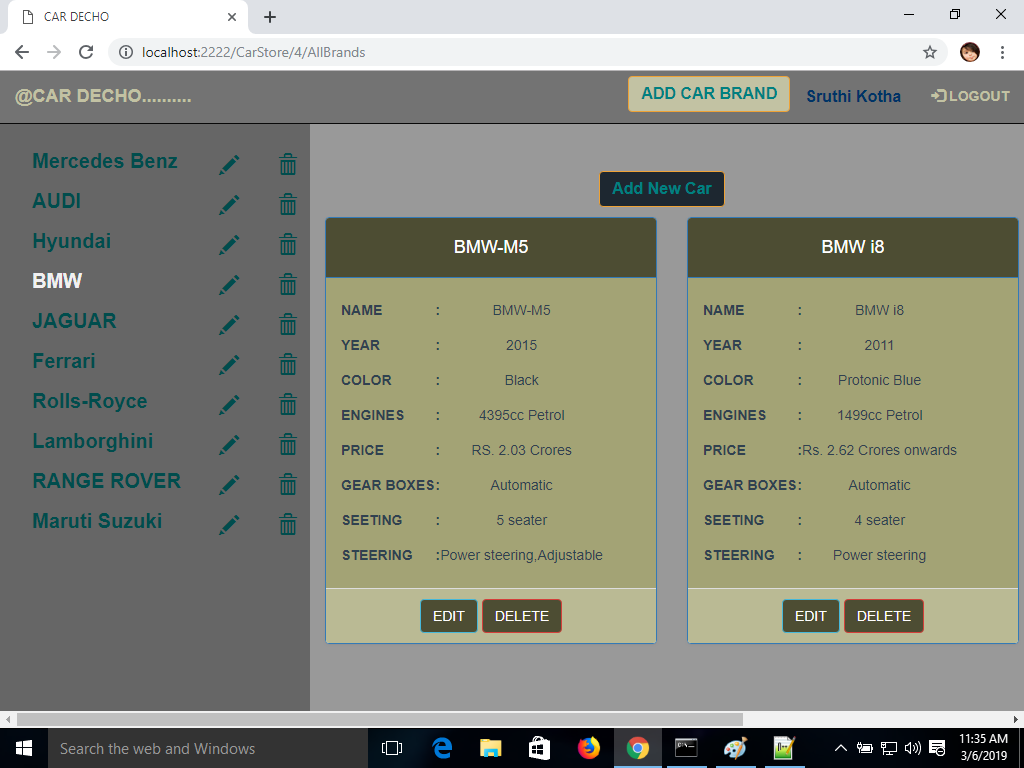 CAR DECHO
localhost:2222/CarStore/4/AllBrands
@CAR DECHO..........
ADD CAR BRAND
Sruthi Kotha
LOGOUT
Mercedes Benz
AUDI
Hyundai
BMW
JAGUAR
Ferrari
Rolls-Royce
Lamborghini
RANGE ROVER
Maruti Suzuki
Add New Car
BMW-M5
NAME : BMW-M5
YEAR : 2015
COLOR : Black
ENGINES : 4395cc Petrol
PRICE : RS. 2.03 Crores
GEAR BOXES: Automatic
SEETING : 5 seater
STEERING :Power steering,Adjustable
EDIT DELETE
BMW i8
NAME : BMW i8
YEAR : 2011
COLOR : Protonic Blue
ENGINES : 1499cc Petrol
PRICE :Rs. 2.62 Crores onwards
GEAR BOXES: Automatic
SEETING : 4 seater
STEERING : Power steering
EDIT DELETE
Search the web and Windows
11:35 AM
3/6/2019